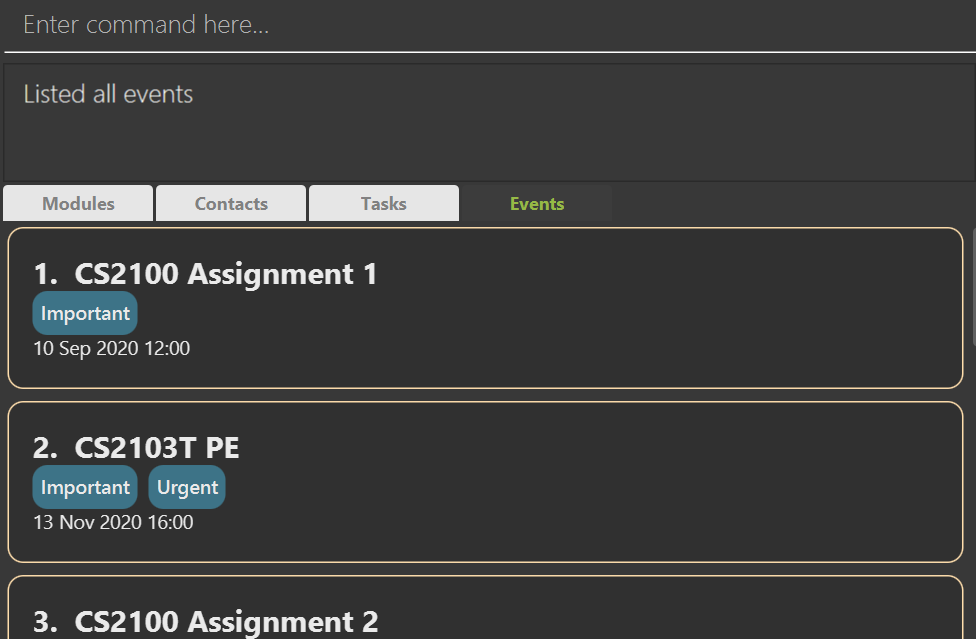 Enter command here...
Listed all events
Modules Contacts Tasks Events
1. CS2100 Assignment 1
Important
10 Sep 2020 12:00
2. CS2103T PE
Important Urgent
13 Nov 2020 16:00
3. CS2100 Assignment 2